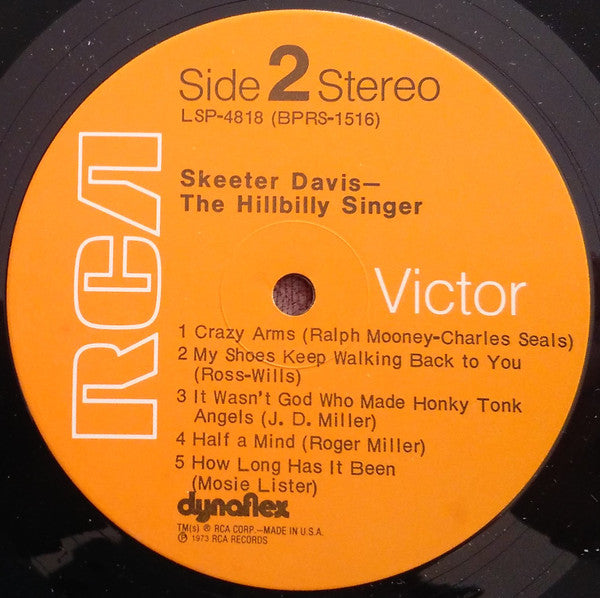 Side 2 Stereo
LSP-4818 (BPRS-1516)
Skeeter Davis—
The Hillbilly Singer
RCA
Victor
1 Crazy Arms (Ralph Mooney-Charles Seals)
2 My Shoes Keep Walking Back to You
(Ross-Wills)
3 It Wasn't God Who Made Honky Tonk
Angels (J. D. Miller)
4 Half a Mind (Roger Miller)
5 How Long Has It Been
(Mosie Lister)
dynaflex
TM(s) ® RCA CORP.—MADE IN U.S.A.
℗ 1973 RCA RECORDS